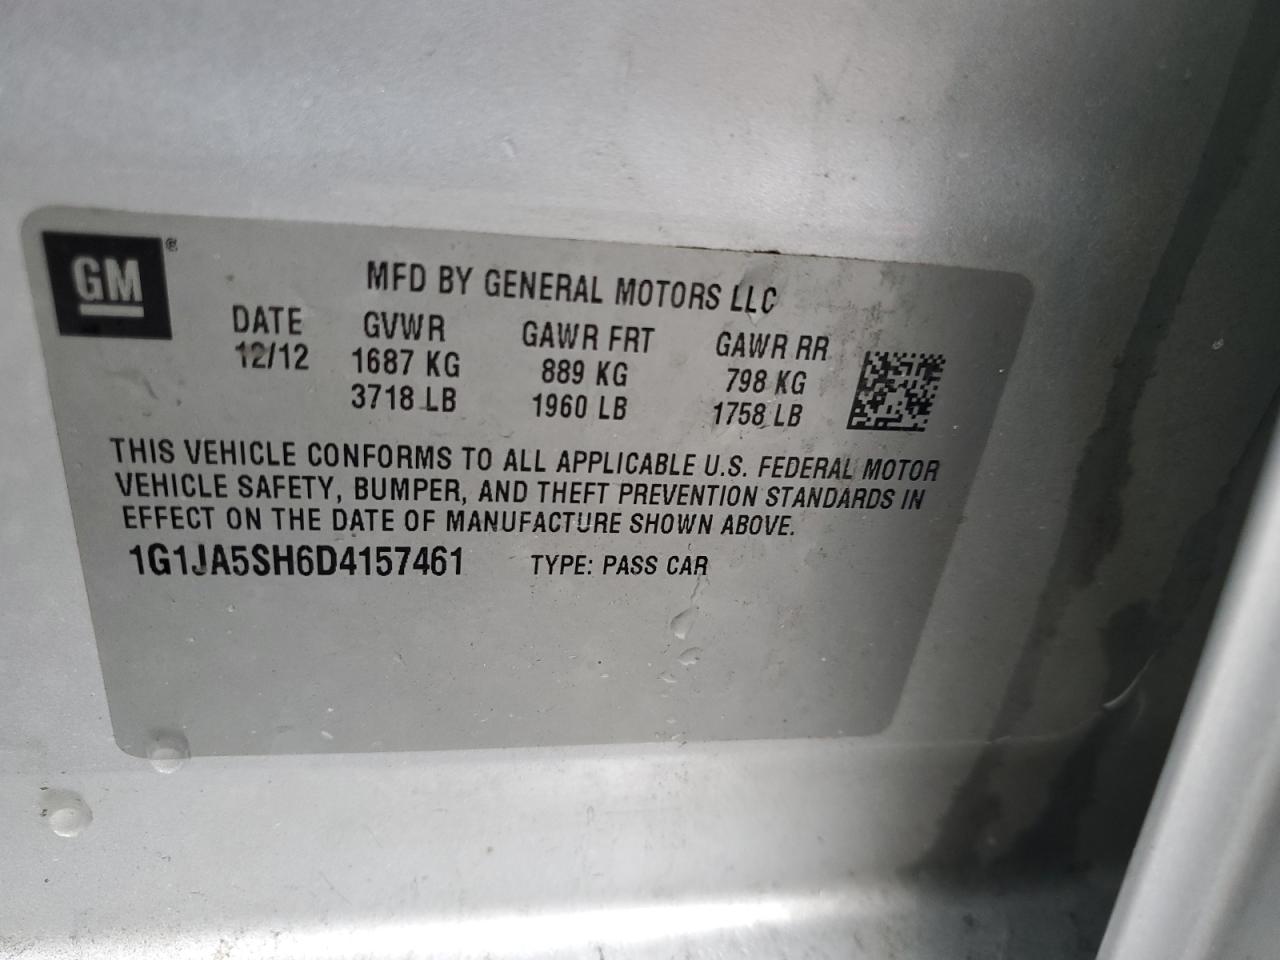 GM ®
MFD BY GENERAL MOTORS LLC
DATE GVWR GAWR FRT GAWR RR
12/12 1687 KG 889 KG 798 KG
3718 LB 1960 LB 1758 LB
THIS VEHICLE CONFORMS TO ALL APPLICABLE U.S. FEDERAL MOTOR
VEHICLE SAFETY, BUMPER, AND THEFT PREVENTION STANDARDS IN
EFFECT ON THE DATE OF MANUFACTURE SHOWN ABOVE.
1G1JA5SH6D4157461 TYPE: PASS CAR